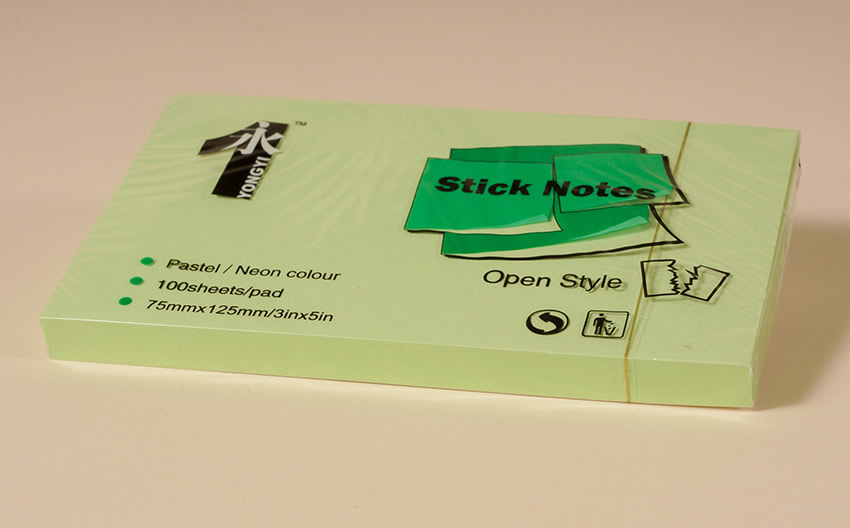 永
YONGYI
TM
Stick Notes
Pastel / Neon colour
100sheets/pad
75mmx125mm/3inx5in
Open Style